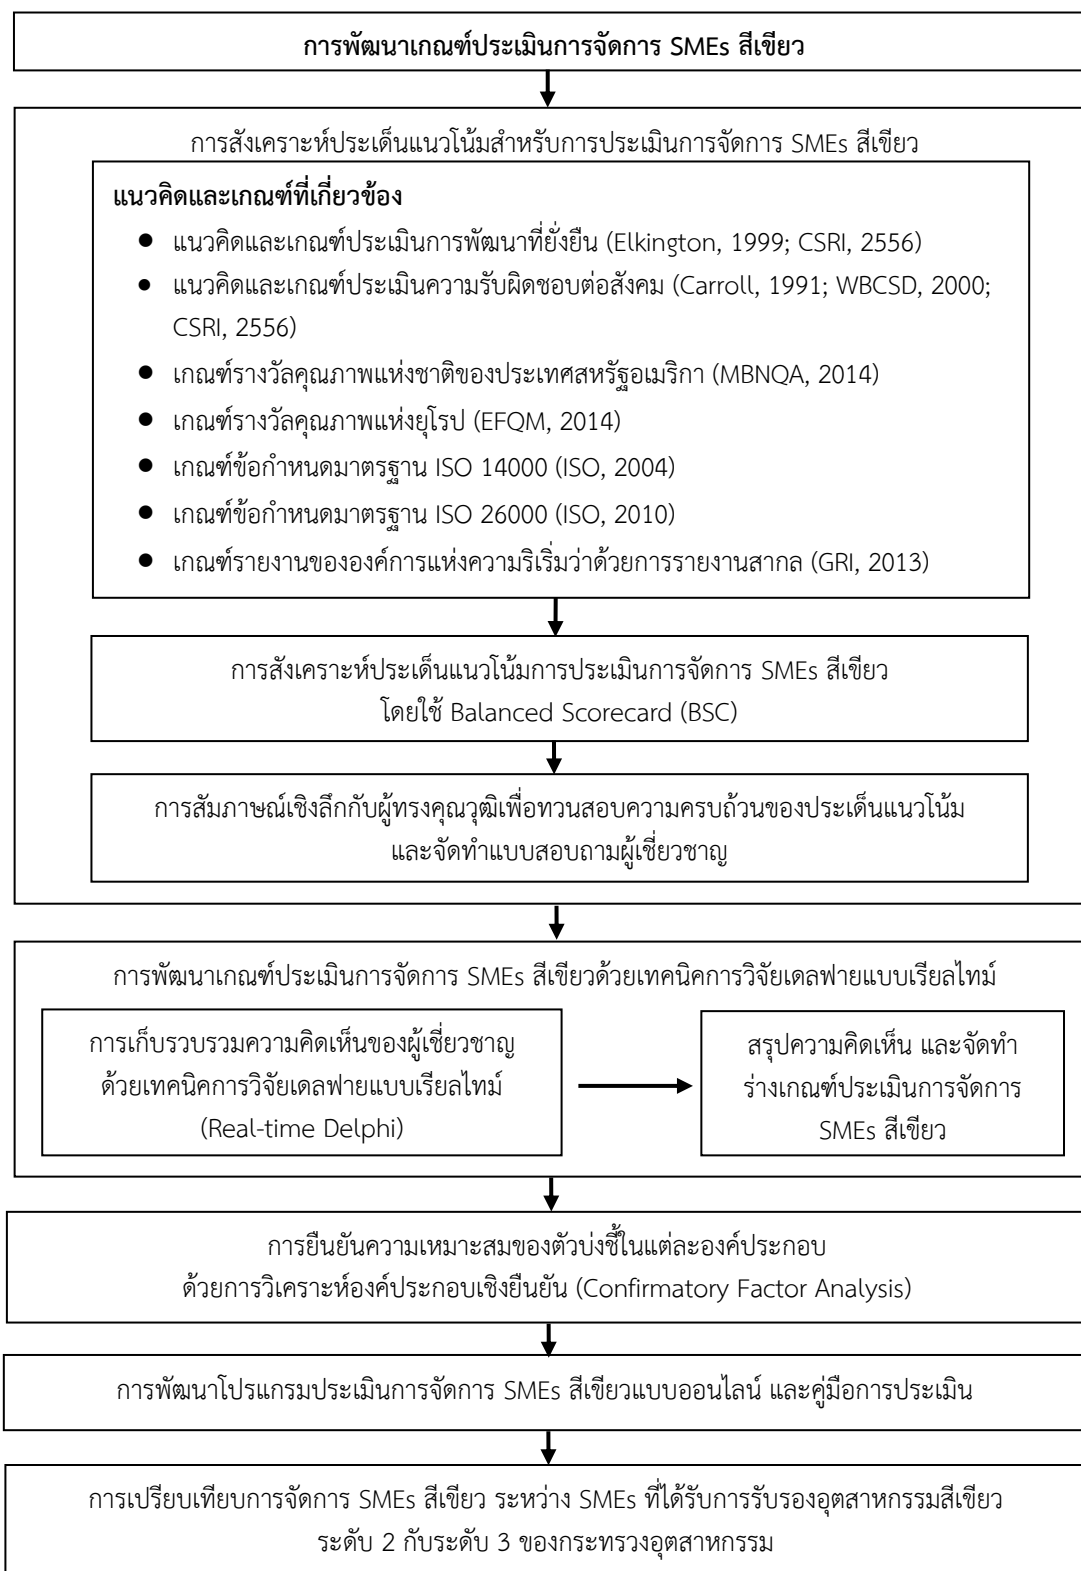 การพัฒนาเกณฑ์ประเมินการจัดการ SMEs สีเขียว
การสังเคราะห์ประเด็นแนวโน้มสำหรับการประเมินการจัดการ SMEs สีเขียว
แนวคิดและเกณฑ์ที่เกี่ยวข้อง
● แนวคิดและเกณฑ์ประเมินการพัฒนาที่ยั่งยืน (Elkington, 1999; CSRI, 2556)
● แนวคิดและเกณฑ์ประเมินความรับผิดชอบต่อสังคม (Carroll, 1991; WBCSD, 2000;
CSRI, 2556)
● เกณฑ์รางวัลคุณภาพแห่งชาติของประเทศสหรัฐอเมริกา (MBNQA, 2014)
● เกณฑ์รางวัลคุณภาพแห่งยุโรป (EFQM, 2014)
● เกณฑ์ข้อกำหนดมาตรฐาน ISO 14000 (ISO, 2004)
● เกณฑ์ข้อกำหนดมาตรฐาน ISO 26000 (ISO, 2010)
● เกณฑ์รายงานขององค์การแห่งความริเริ่มว่าด้วยการรายงานสากล (GRI, 2013)
การสังเคราะห์ประเด็นแนวโน้มการประเมินการจัดการ SMEs สีเขียว
โดยใช้ Balanced Scorecard (BSC)
การสัมภาษณ์เชิงลึกกับผู้ทรงคุณวุฒิเพื่อทวนสอบความครบถ้วนของประเด็นแนวโน้ม
และจัดทำแบบสอบถามผู้เชี่ยวชาญ
การพัฒนาเกณฑ์ประเมินการจัดการ SMEs สีเขียวด้วยเทคนิคการวิจัยเดลฟายแบบเรียลไทม์
การเก็บรวบรวมความคิดเห็นของผู้เชี่ยวชาญ
ด้วยเทคนิคการวิจัยเดลฟายแบบเรียลไทม์
(Real-time Delphi)
สรุปความคิดเห็น และจัดทำ
ร่างเกณฑ์ประเมินการจัดการ
SMEs สีเขียว
การยืนยันความเหมาะสมของตัวบ่งชี้ในแต่ละองค์ประกอบ
ด้วยการวิเคราะห์องค์ประกอบเชิงยืนยัน (Confirmatory Factor Analysis)
การพัฒนาโปรแกรมประเมินการจัดการ SMEs สีเขียวแบบออนไลน์ และคู่มือการประเมิน
การเปรียบเทียบการจัดการ SMEs สีเขียว ระหว่าง SMEs ที่ได้รับการรับรองอุตสาหกรรมสีเขียว
ระดับ 2 กับระดับ 3 ของกระทรวงอุตสาหกรรม